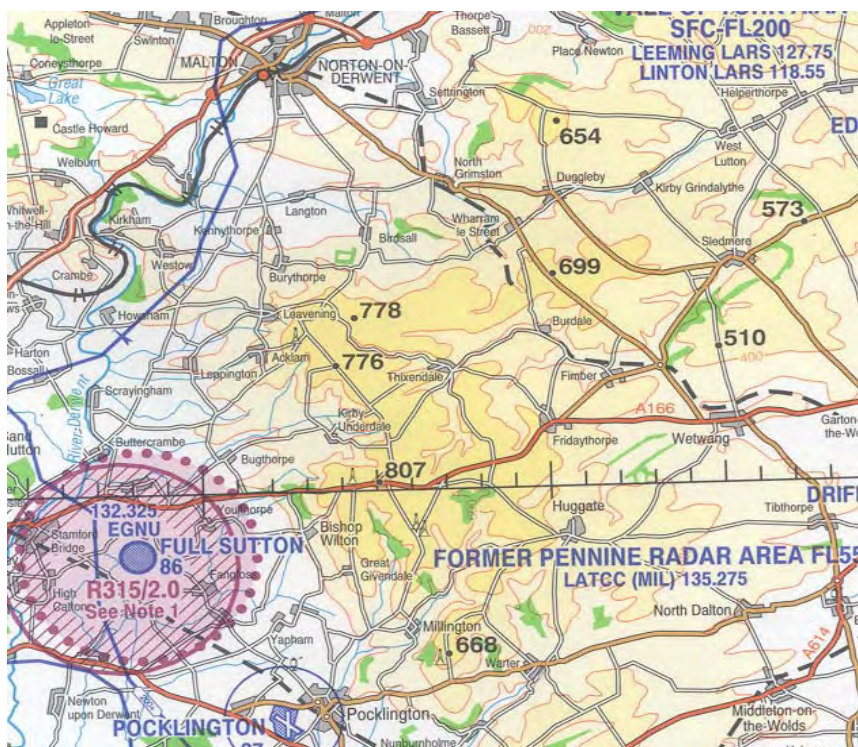 Appleton-
le-Street
Broughton
Malton
Swinton
Coneysthorpe
MALTON
NORTON-ON-
DERWENT
Thorpe
Bassett
Place Newton
200
SFC-FL200
LEEMING LARS 127.75
LINTON LARS 118.55
Great
Lake
Settrington
Helperthorpe
654
ED
Castle Howard
Welburn
West
Lutton
North
Grimston
Duggleby
Kirby Grindalythe
Whitwell
-on-the-Hill
Kirkham
Langton
Kennythorpe
Birdsall
Wharram
le Street
573
Sledmere
Crambe
Westow
Burythorpe
699
Howsham
Leavening
778
Burdale
510
Harton
Bossall
Leppington
Acklam
776
Thixendale
Fimber
400
Scrayingham
River Derwent
Kirby
Underdale
A166
Fridaythorpe
Wetwang
Garton-
the-Wo
Sand
Hutton
Buttercrambe
Bugthorpe
807
132.325
EGNU
Youlthorpe
Huggate
DRIFF
Tibthorpe
Stamford
Bridge
FULL SUTTON
86
Bishop
Wilton
FORMER PENNINE RADAR AREA FL55
LATCC (MIL) 135.275
R315/2.0
See Note 1
Fangfoss
Great
Givendale
High
Catton
North Dalton
Yapham
Millington
668
Warter
A614
Newton
upon Derwent
POCKLINGTON
87
Pocklington
Nunburnholme
Middleton-on-
the-Wolds